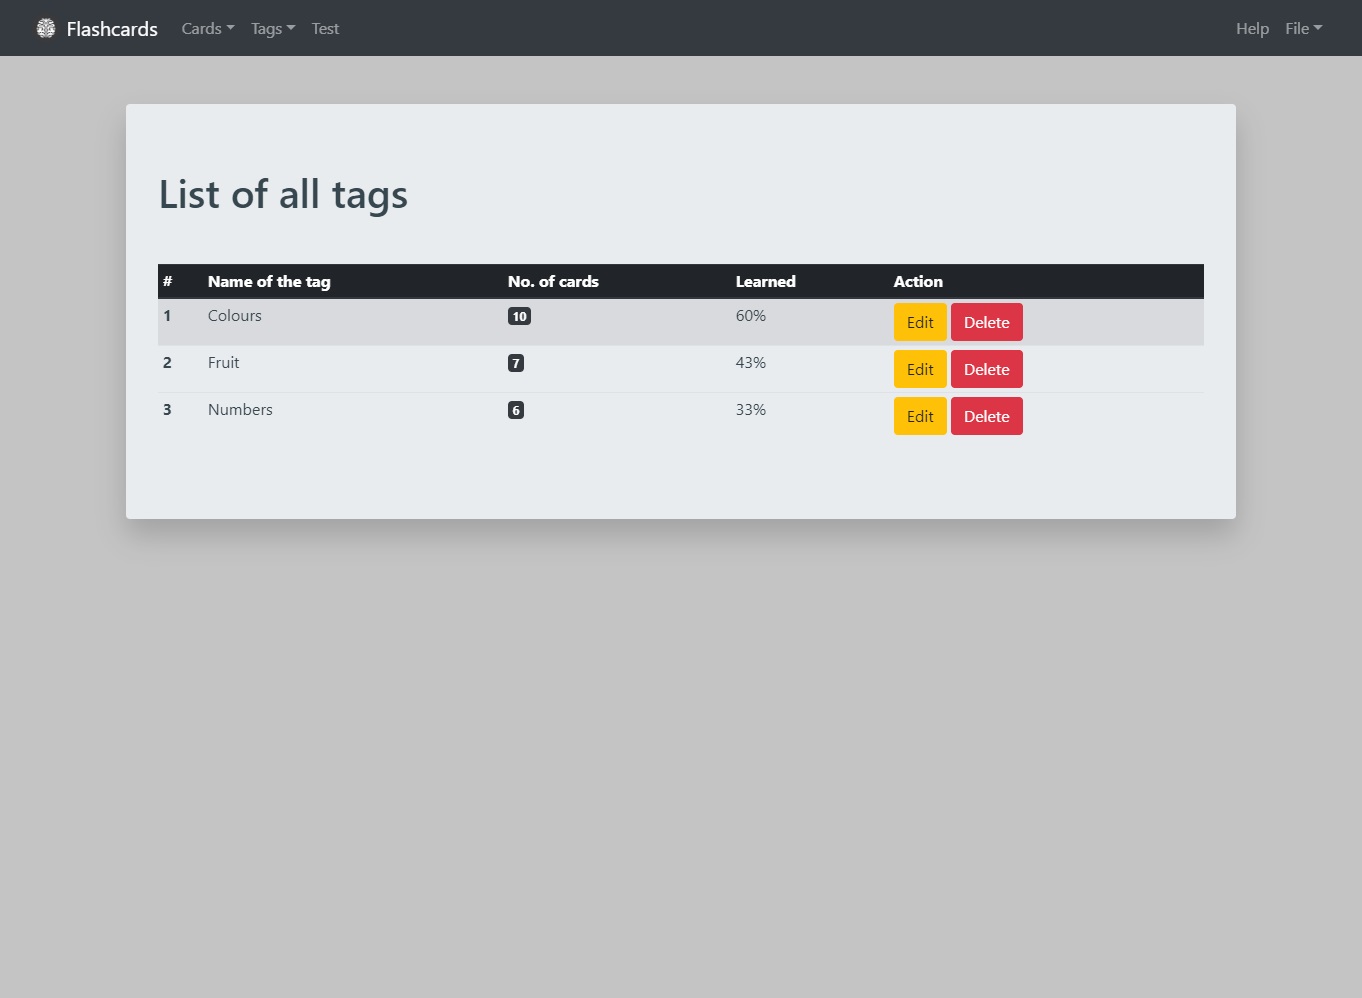 Flashcards Cards Tags Test Help File
List of all tags
# Name of the tag No. of cards Learned Action
1 Colours 10 60% Edit Delete
2 Fruit 7 43% Edit Delete
3 Numbers 6 33% Edit Delete